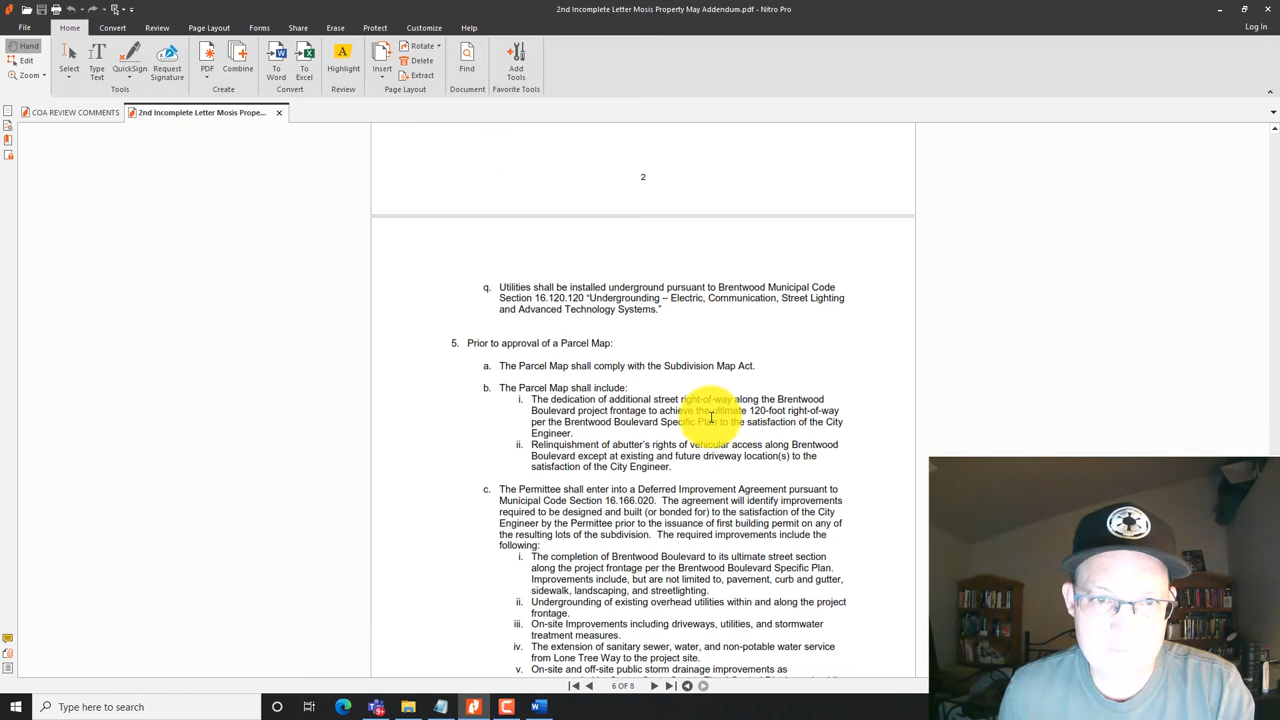 2nd Incomplete Letter Mosis Property May Addendum.pdf - Nitro Pro
File
Home
Convert
Review
Page Layout
Forms
Share
Erase
Protect
Customize
Help
Log In
Hand
Edit
Zoom
Select
Type Text
QuickSign
Request Signature
Tools
PDF
Combine
Create
To Word
To Excel
Convert
Highlight
Review
Insert
Rotate
Delete
Extract
Page Layout
Find
Document
Add Tools
Favorite Tools
COA REVIEW COMMENTS
2nd Incomplete Letter Mosis Prope...
2
q. Utilities shall be installed underground pursuant to Brentwood Municipal Code
Section 16.120.120 “Undergrounding – Electric, Communication, Street Lighting
and Advanced Technology Systems.”
5. Prior to approval of a Parcel Map:
a. The Parcel Map shall comply with the Subdivision Map Act.
b. The Parcel Map shall include:
i. The dedication of additional street right-of-way along the Brentwood
Boulevard project frontage to achieve the ultimate 120-foot right-of-way
per the Brentwood Boulevard Specific Plan to the satisfaction of the City
Engineer.
ii. Relinquishment of abutter’s rights of vehicular access along Brentwood
Boulevard except at existing and future driveway location(s) to the
satisfaction of the City Engineer.
c. The Permittee shall enter into a Deferred Improvement Agreement pursuant to
Municipal Code Section 16.166.020. The agreement will identify improvements
required to be designed and built (or bonded for) to the satisfaction of the City
Engineer by the Permittee prior to the issuance of first building permit on any of
the resulting lots of the subdivision. The required improvements include the
following:
i. The completion of Brentwood Boulevard to its ultimate street section
along the project frontage per the Brentwood Boulevard Specific Plan.
Improvements include, but are not limited to, pavement, curb and gutter,
sidewalk, landscaping, and streetlighting.
ii. Undergrounding of existing overhead utilities within and along the project
frontage.
iii. On-site Improvements including driveways, utilities, and stormwater
treatment measures.
iv. The extension of sanitary sewer, water, and non-potable water service
from Lone Tree Way to the project site.
v. On-site and off-site public storm drainage improvements as
6 OF 8
Type here to search